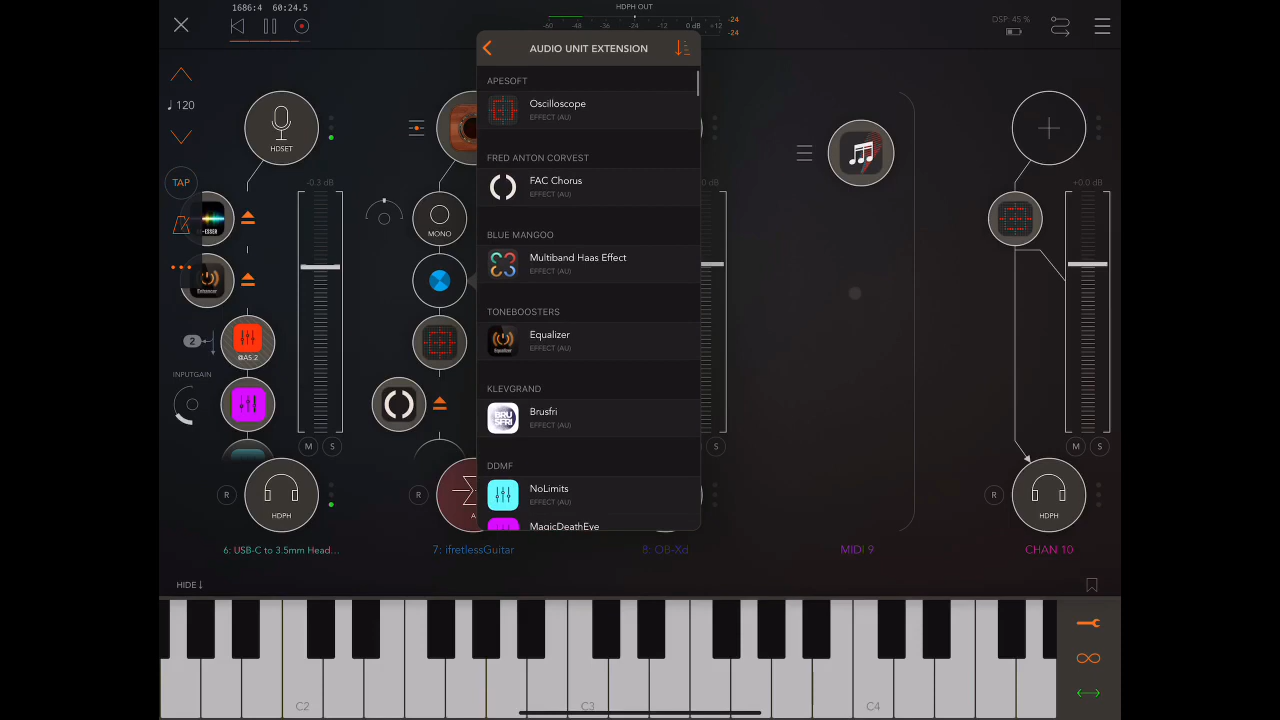 1686:4 60:24.5
HDPH OUT
-60 -48 -36 -24 -12 0 dB +12
-24
-24
DSP: 45 %
AUDIO UNIT EXTENSION
APESOFT
Oscilloscope
EFFECT (AU)
FRED ANTON CORVEST
FAC Chorus
EFFECT (AU)
BLUE MANGOO
Multiband Haas Effect
EFFECT (AU)
TONEBOOSTERS
Equalizer
EFFECT (AU)
Equalizer
KLEVGRAND
Brusfri
EFFECT (AU)
BRUSFRI
DDMF
NoLimits
EFFECT (AU)
MagicDeathEye
120
TAP
HDSET
-0.3 dB
Enhancer
2
@AS:2
INPUTGAIN
M S
R
HDPH
6: USB-C to 3.5mm Head...
MONO
R
7: ifretlessGuitar
S
8: OB-Xd
MIDI 9
+0.0 dB
M S
R
HDPH
CHAN 10
HIDE↓
C2 C3 C4